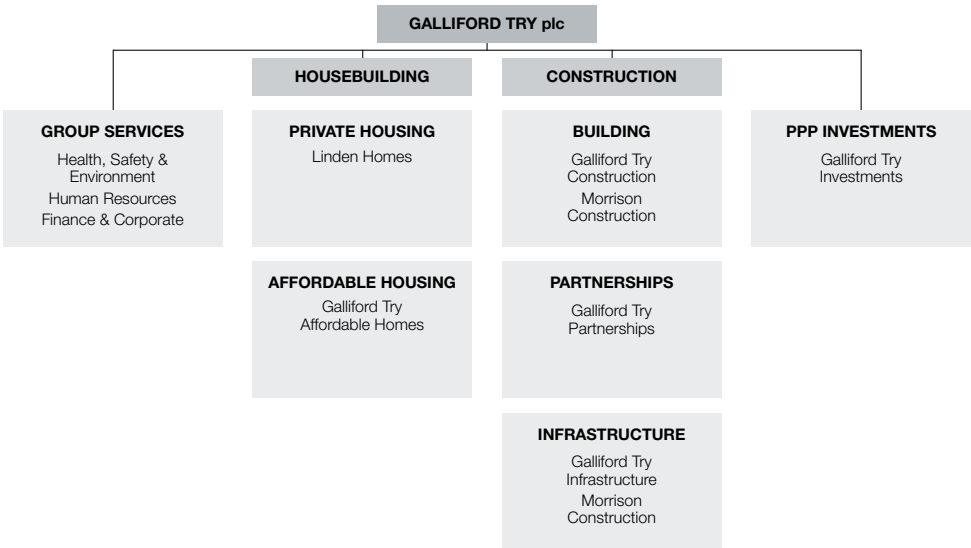 GALLIFORD TRY plc
HOUSEBUILDING
CONSTRUCTION
GROUP SERVICES
Health, Safety &
Environment
Human Resources
Finance & Corporate
PRIVATE HOUSING
Linden Homes
BUILDING
Galliford Try
Construction
Morrison
Construction
PPP INVESTMENTS
Galliford Try
Investments
AFFORDABLE HOUSING
Galliford Try
Affordable Homes
PARTNERSHIPS
Galliford Try
Partnerships
INFRASTRUCTURE
Galliford Try
Infrastructure
Morrison
Construction